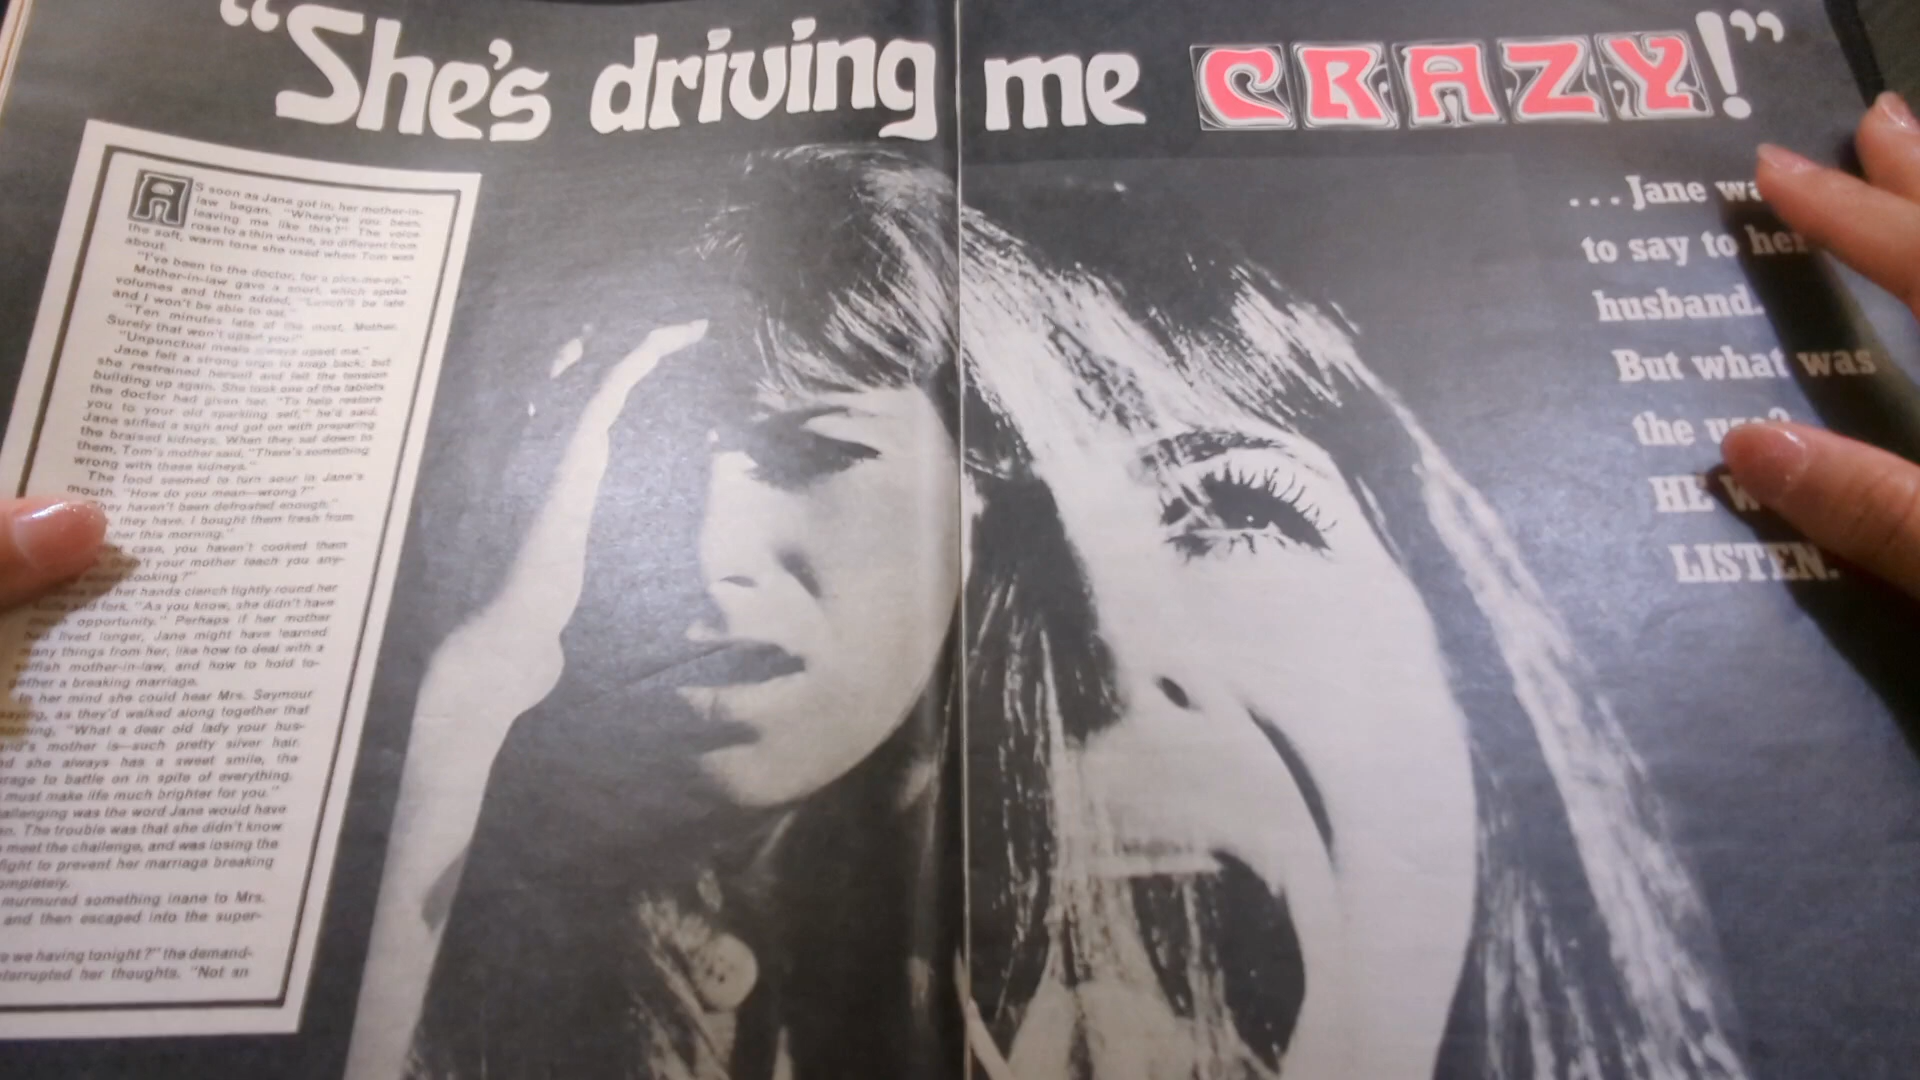 “She's driving me CRAZY!”
AS soon as Jane got in, her mother-in-
law began. "Where've you been,
leaving me like this?" The voice
rose to a thin whine, so different from
the soft, warm tone she used when Tom was
about.
"I've been to the doctor, for a pick-me-up."
Mother-in-law gave a snort, which spoke
volumes and then added, "Lunch'll be late
and I won't be able to eat."
"Ten minutes late at the most, Mother.
Surely that won't upset you?"
"Unpunctual meals always upset me."
Jane felt a strong urge to snap back, but
she restrained herself and felt the tension
building up again. She took one of the tablets
the doctor had given her. "To help restore
you to your old sparkling self," he'd said.
Jane stifled a sigh and got on with preparing
the braised kidneys. When they sat down to
them, Tom's mother said, "There's something
wrong with these kidneys."
The food seemed to turn sour in Jane's
mouth. "How do you mean—wrong?"
"They haven't been defrosted enough."
they have. I bought them fresh from
this morning."
case, you haven't cooked them
Didn't your mother teach you any-
cooking?"
her hands clench tightly round her
and fork. "As you know, she didn't have
much opportunity." Perhaps if her mother
had lived longer, Jane might have learned
many things from her, like how to deal with a
selfish mother-in-law, and how to hold to-
gether a breaking marriage.
In her mind she could hear Mrs. Seymour
saying, as they'd walked along together that
morning, "What a dear old lady your hus-
band's mother is—such pretty silver hair.
she always has a sweet smile, the
to battle on in spite of everything.
must make life much brighter for you."
was the word Jane would have
The trouble was that she didn't know
meet the challenge, and was losing the
fight to prevent her marriage breaking
murmured something inane to Mrs.
and then escaped into the super-
we having tonight?" the demand-
her thoughts. "Not an
... Jane
to say to her
husband.
But what was
the
HE
LISTEN.